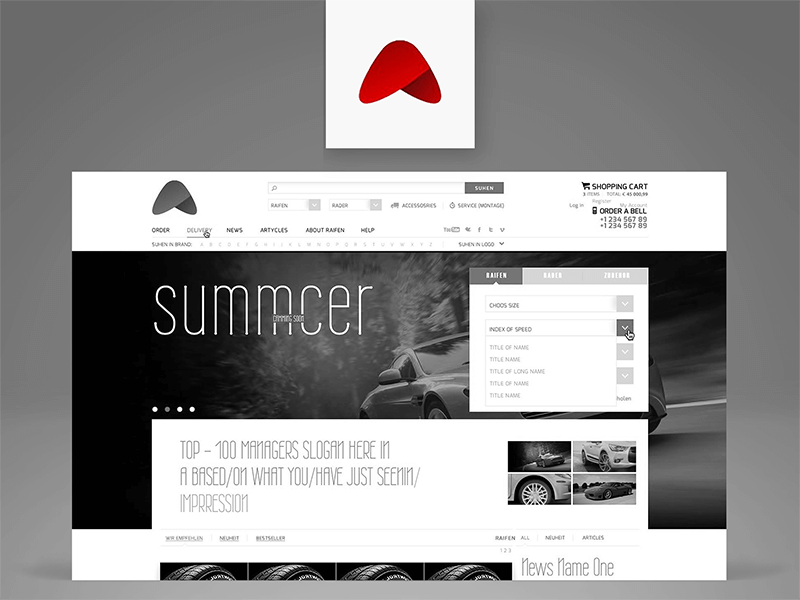 SUHEN
RAIFEN RADER ACCESSOSRIES SERVICE (MONTAGE)
SHOPPING CART
3 ITEMS TOTAL: € 45 000,99
Register
Log in My Account
ORDER A BELL
+1 234 567 89
+1 234 567 89
ORDER DELIVERY NEWS ARTYCLES ABOUT RAIFEN HELP
SUHEN IN BRAND: A B C D E F G H I J K L M N O P Q R S T U V W X Y Z SUHEN IN LOGO
summcer
CAMMING SOON
RAIFEN RADER ZUBEHOR
CHOOS SIZE
INDEX OF SPEED
TITLE OF NAME
TITLE NAME
TITLE OF LONG NAME
TITLE OF NAME
TITLE NAME
holen
TOP – 100 MANAGERS SLOGAN HERE IN
A BASED/ON WHAT YOU/HAVE JUST SEENIN/
IMPRRESSION
WIR EMPFEHLEN NEUHEIT BESTSELLER
RAIFEN ALL NEUHEIT ARTICLES
1 2 3
News Name One